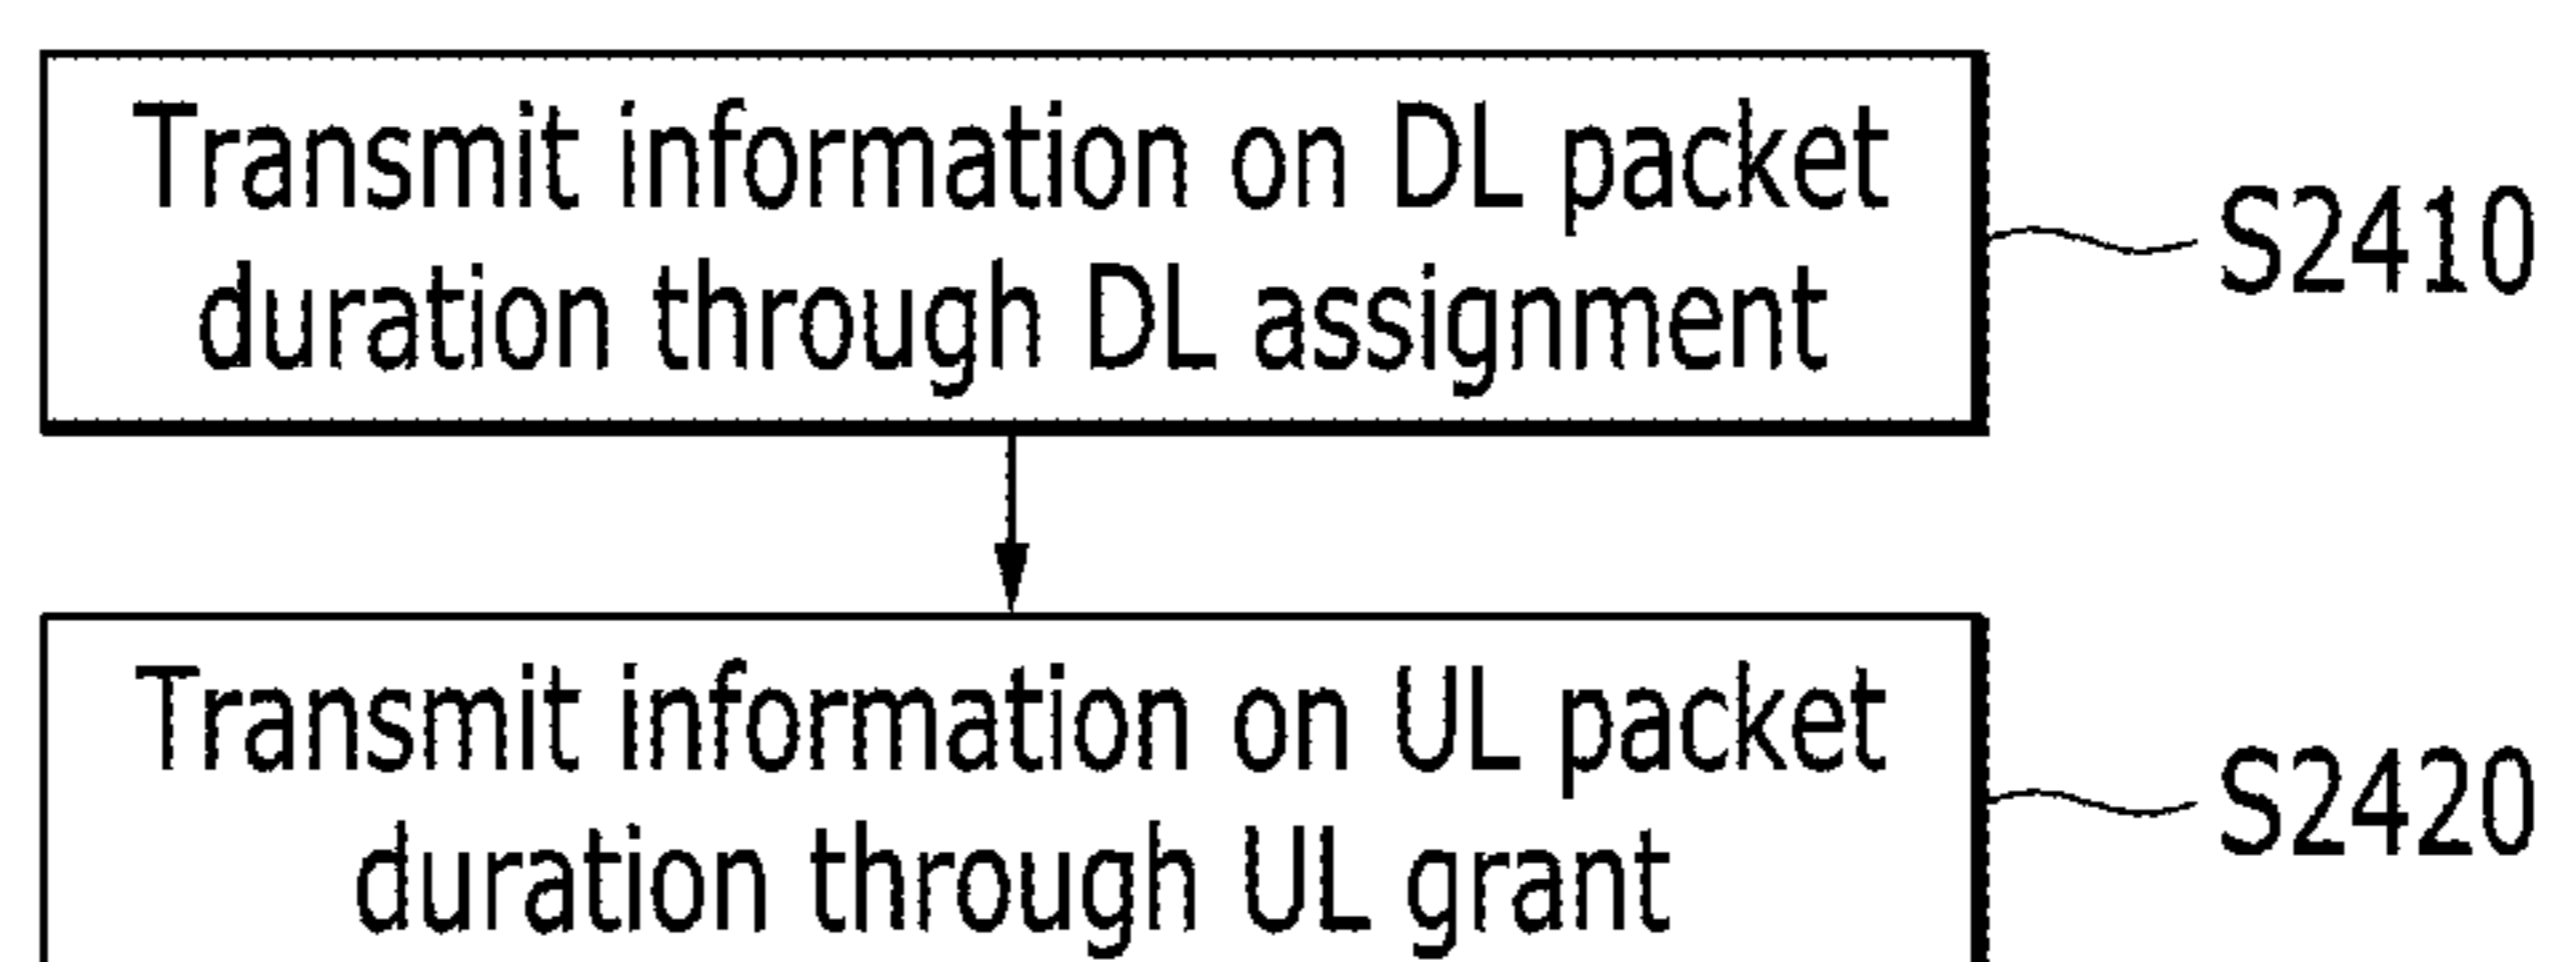 Transmit information on DL packet
duration through DL assignment
S2410
Transmit information on UL packet
duration through UL grant
S2420